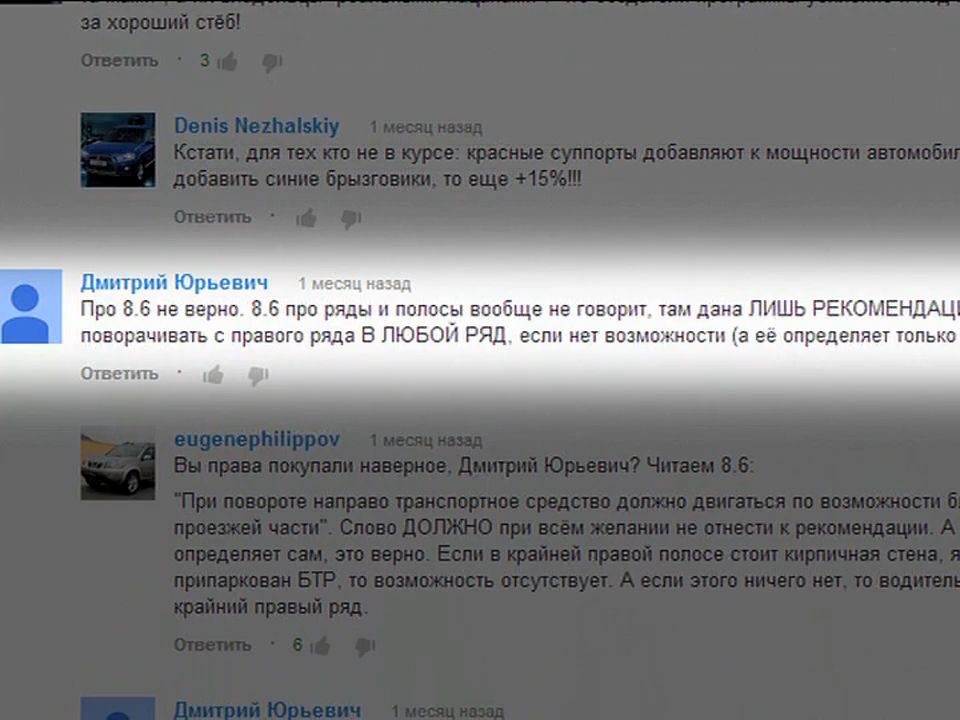 за хороший стёб!
Ответить · 3
Denis Nezhalskiy 1 месяц назад
Кстати, для тех кто не в курсе: красные суппорты добавляют к мощности
добавить синие брызговики, то еще +15%!!!
Ответить ·
Дмитрий Юрьевич 1 месяц назад
Про 8.6 не верно. 8.6 про ряды и полосы вообще не говорит, там дана ЛИШЬ
поворачивать с правого ряда В ЛЮБОЙ РЯД, если нет возможности (а её определяет только
Ответить ·
eugenephilippov 1 месяц назад
Вы права покупали наверное, Дмитрий Юрьевич? Читаем 8.6:
"При повороте направо транспортное средство должно двигаться по возможности
проезжей части". Слово ДОЛЖНО при всём желании не отнести к рекомендации. А
определяет сам, это верно. Если в крайней правой полосе стоит кирпичная стена,
припаркован БТР, то возможность отсутствует. А если этого ничего нет, то
крайний правый ряд.
Ответить · 6
Дмитрий Юрьевич 1 месяц назад